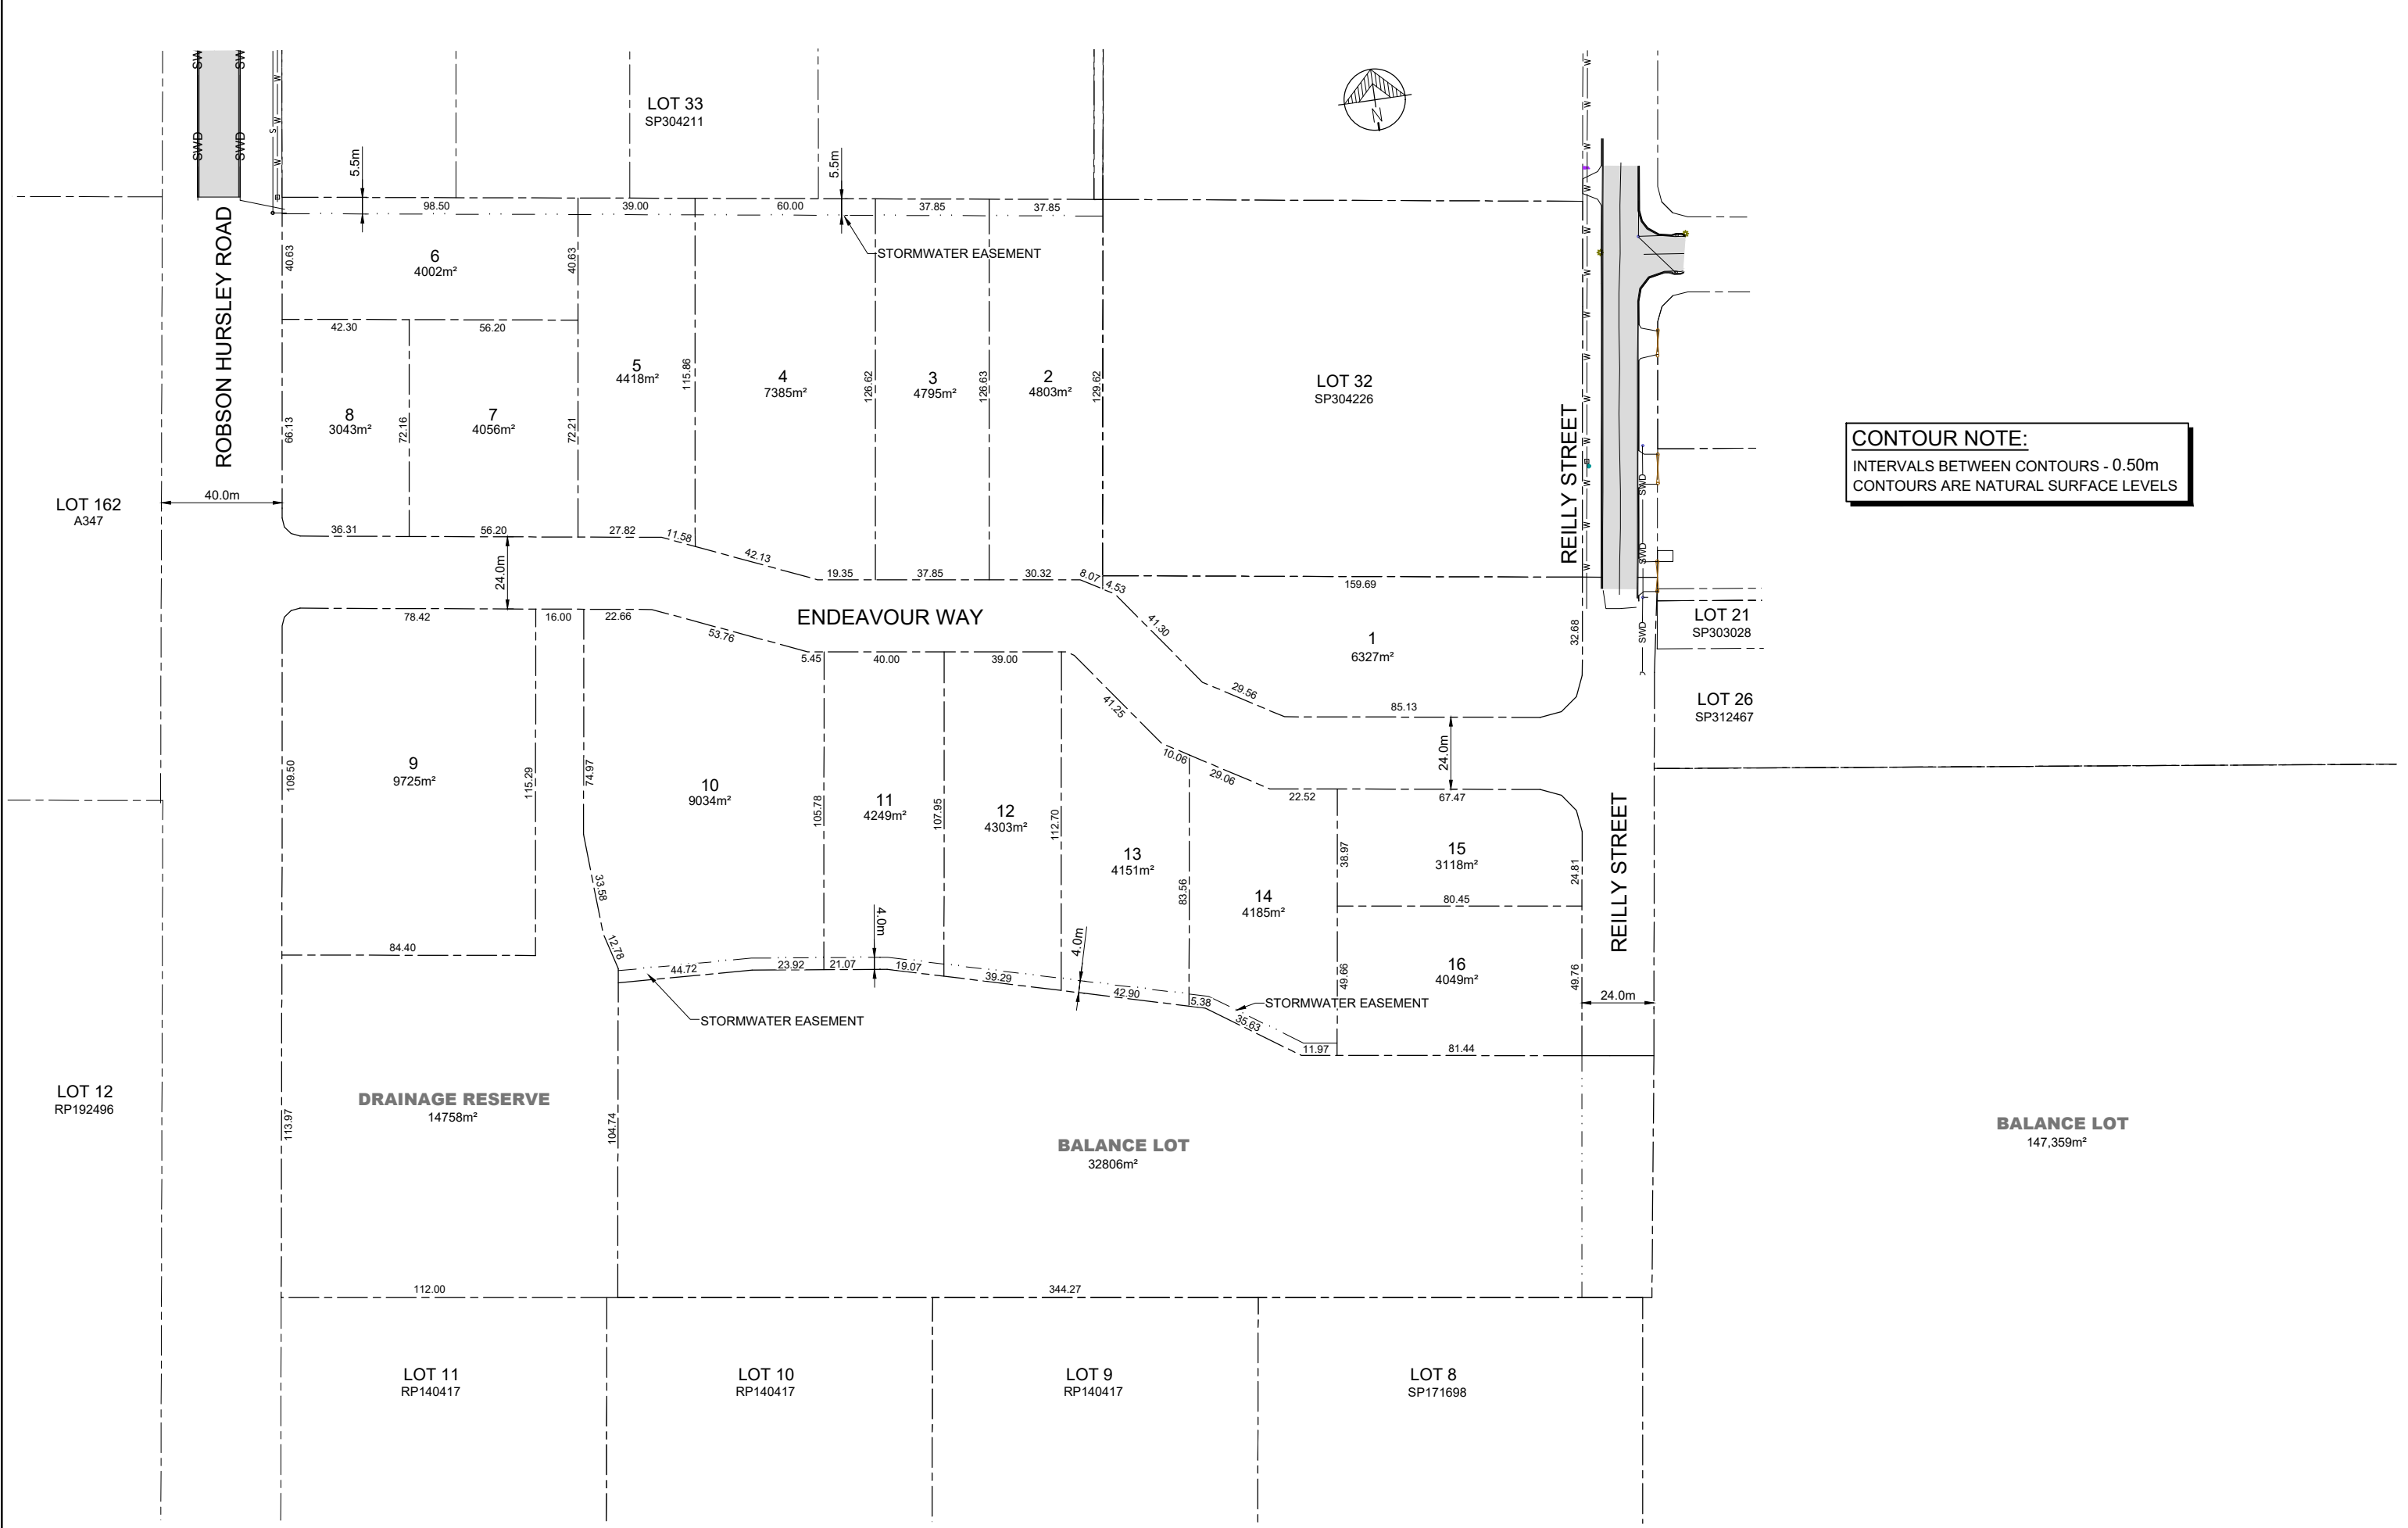 SW
SW
SWD
SWD
S
W
W
W
LOT 33
SP304211
N
5.5m
5.5m
98.50
39.00
60.00
37.85
37.85
STORMWATER EASEMENT
ROBSON HURSLEY ROAD
40.63
6
4002m²
40.63
42.30
56.20
66.13
8
3043m²
72.16
7
4056m²
72.21
5
4418m²
115.86
4
7385m²
126.62
3
4795m²
126.63
2
4803m²
129.62
LOT 32
SP304226
REILLY STREET
W
W
W
W
W
W
W
W
W
W
W
SWD
SWD
SWD
CONTOUR NOTE:
INTERVALS BETWEEN CONTOURS - 0.50m
CONTOURS ARE NATURAL SURFACE LEVELS
LOT 162
A347
40.0m
36.31
56.20
27.82
11.58
42.13
19.35
37.85
30.32
8.07
4.53
159.69
24.0m
78.42
16.00
22.66
53.76
5.45
40.00
39.00
ENDEAVOUR WAY
41.30
1
6327m²
32.68
LOT 21
SP303028
29.56
85.13
LOT 26
SP312467
41.25
10.06
29.06
22.52
24.0m
67.47
109.50
9
9725m²
115.29
74.97
10
9034m²
105.78
11
4249m²
107.95
12
4303m²
112.70
13
4151m²
83.56
14
4185m²
38.97
15
3118m²
24.81
REILLY STREET
80.45
33.58
12.78
84.40
44.72
23.92
21.07
4.0m
19.07
39.29
4.0m
42.90
5.38
35.63
11.97
49.66
16
4049m²
49.76
24.0m
81.44
STORMWATER EASEMENT
STORMWATER EASEMENT
LOT 12
RP192496
113.97
DRAINAGE RESERVE
14758m²
104.74
BALANCE LOT
32806m²
BALANCE LOT
147,359m²
112.00
344.27
LOT 11
RP140417
LOT 10
RP140417
LOT 9
RP140417
LOT 8
SP171698